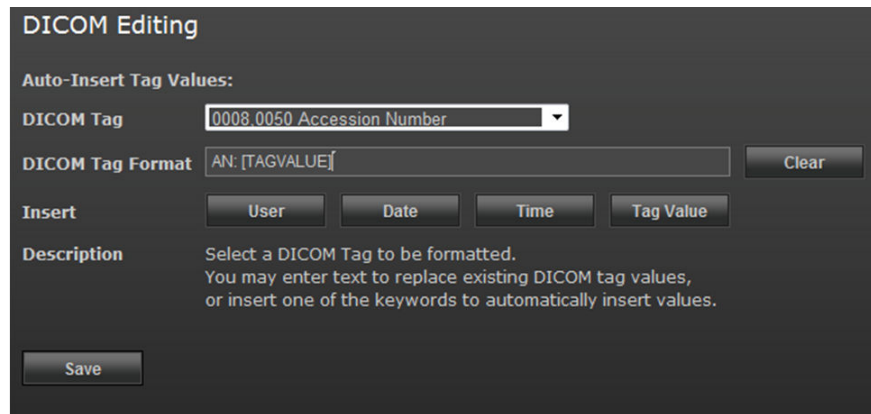 DICOM Editing
Auto-Insert Tag Values:
DICOM Tag 0008,0050 Accession Number
DICOM Tag Format AN: [TAGVALUE] Clear
Insert User Date Time Tag Value
Description Select a DICOM Tag to be formatted.
You may enter text to replace existing DICOM tag values,
or insert one of the keywords to automatically insert values.
Save